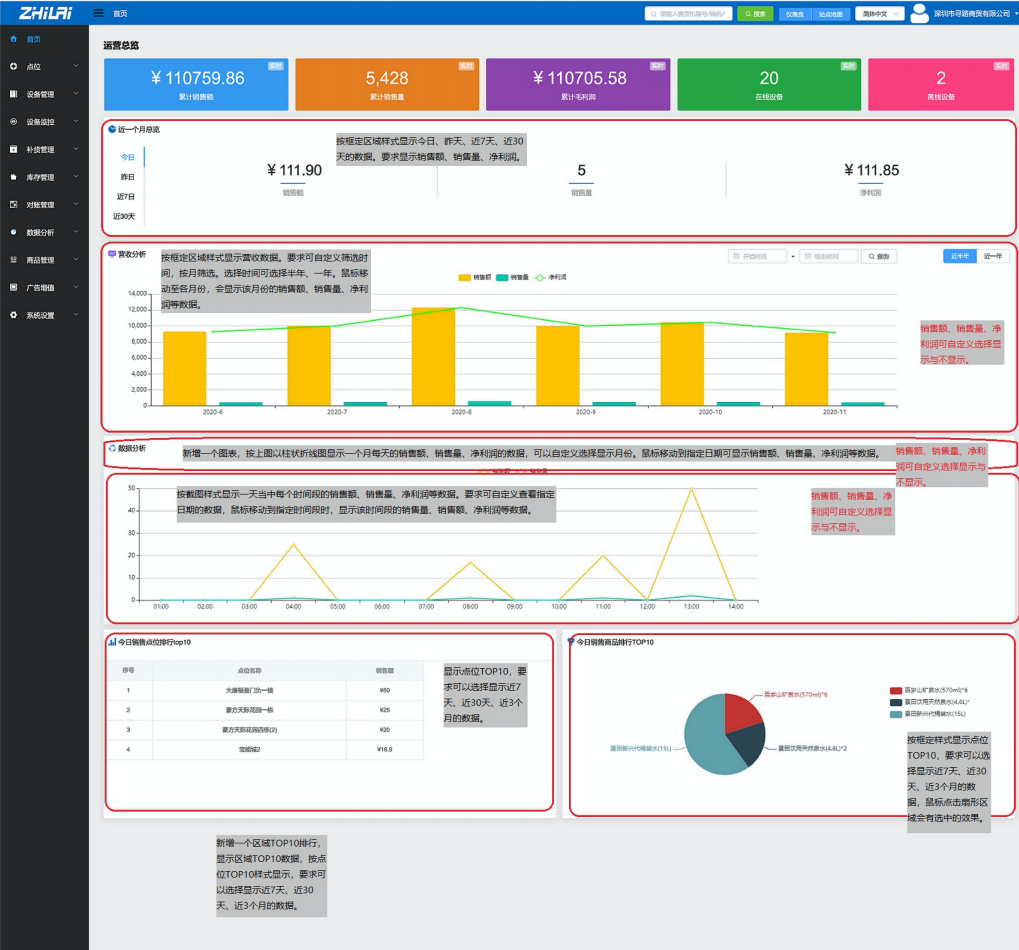 ZHiLAi
首页
请输入售货机编号/编码/
搜索
仪表盘
站点地图
简体中文
深圳市寻路商贸有限公司
首页
点位
设备管理
设备监控
补货管理
库存管理
对账管理
数据分析
商品管理
广告增值
系统设置
运营总览
实时
¥ 110759.86
累计销售额
实时
5,428
累计销售量
实时
¥ 110705.58
累计毛利润
实时
20
在线设备
实时
2
离线设备
近一个月总览
按框定区域样式显示今日、昨天、近7天、近30
天的数据。要求显示销售额、销售量、净利润。
今日
昨日
近7日
近30天
¥ 111.90
销售额
5
销售量
¥ 111.85
净利润
营收分析
按框定区域样式显示营收数据。要求可自定义筛选时
间，按月筛选。选择时间可选择半年、一年。鼠标移
动至各月份，会显示该月份的销售额、销售量、净利
润等数据。
开始时间
-
结束时间
查询
近半年
近一年
销售额 销售量 净利润
14,000
12,000
10,000
8,000
6,000
4,000
2,000
0
2020-6 2020-7 2020-8 2020-9 2020-10 2020-11
销售额、销售量、净
利润可自定义选择显
示与不显示。
数据分析
新增一个图表，按上图以柱状折线图显示一个月每天的销售额、销售量、净利润的数据，可以自定义选择显示月份。鼠标移动到指定日期可显示销售额、销售量、净利润等数据。
销售额、销售量、净利
润可自定义选择显示与
不显示。
销售额 销售量
按截图样式显示一天当中每个时间段的销售额、销售量、净利润等数据。要求可自定义查看指定
日期的数据，鼠标移动到指定时间段时，显示该时间段的销售量、销售额、净利润等数据。
销售额、销售量、净
利润可自定义选择显
示与不显示。
50
40
30
20
10
0
01:00 02:00 03:00 04:00 05:00 06:00 07:00 08:00 09:00 10:00 11:00 12:00 13:00 14:00
今日销售点位排行top10
序号 点位名称 销售额
1 大康福盈门负一楼 ¥50
2 豪方天际花园一栋 ¥25
3 豪方天际花园四栋(2) ¥20
4 宝能城2 ¥16.9
显示点位TOP10，要
求可以选择显示近7
天、近30天、近3个
月的数据。
今日销售商品排行TOP10
百岁山矿泉水(570ml)*6
景田饮用天然泉水(4.6L)*2
景田新兴代桶装水(15L)
百岁山矿泉水(570ml)*6
景田饮用天然泉水(4.6L)*
景田新兴代桶装水(15L)
按框定样式显示点位
TOP10，要求可以选
择显示近7天、近30
天、近3个月的数
据，鼠标点击扇形区
域会有选中的效果。
新增一个区域TOP10排行，
显示区域TOP10数据，按点
位TOP10样式显示，要求可
以选择显示近7天、近30
天、近3个月的数据。